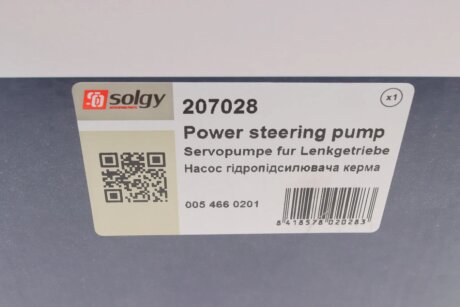 solgy
207028
x1
Power steering pump
Servopumpe fur Lenkgetriebe
Насос гідропідсилювача керма
005 466 0201
8418578020283